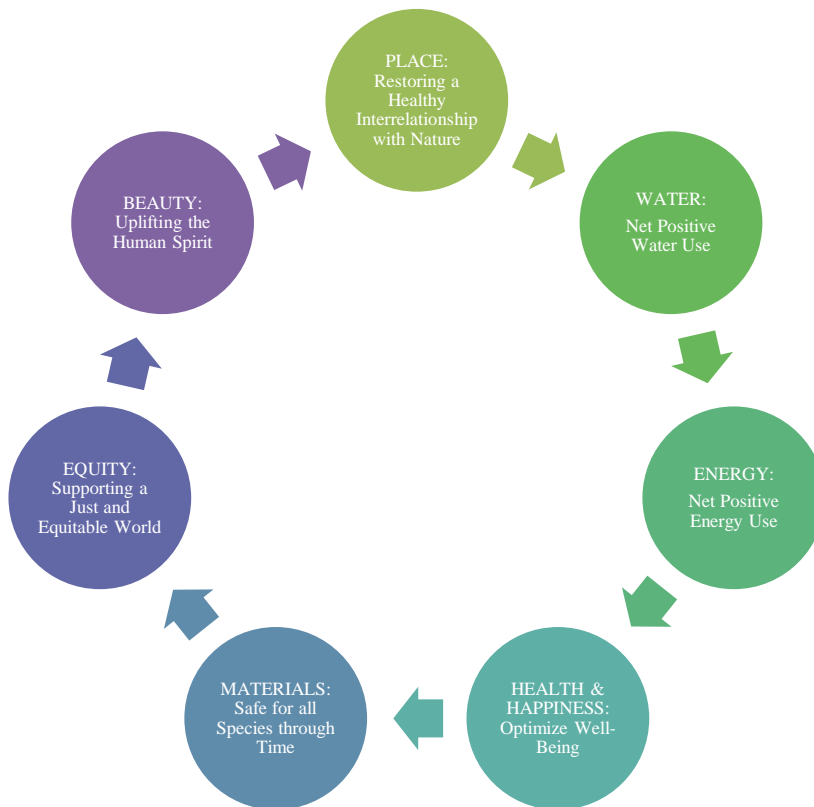 PLACE:
Restoring a
Healthy
Interrelationship
with Nature
WATER:
Net Positive
Water Use
ENERGY:
Net Positive
Energy Use
HEALTH &
HAPPINESS:
Optimize Well-
Being
MATERIALS:
Safe for all
Species through
Time
EQUITY:
Supporting a
Just and
Equitable World
BEAUTY:
Uplifting the
Human Spirit